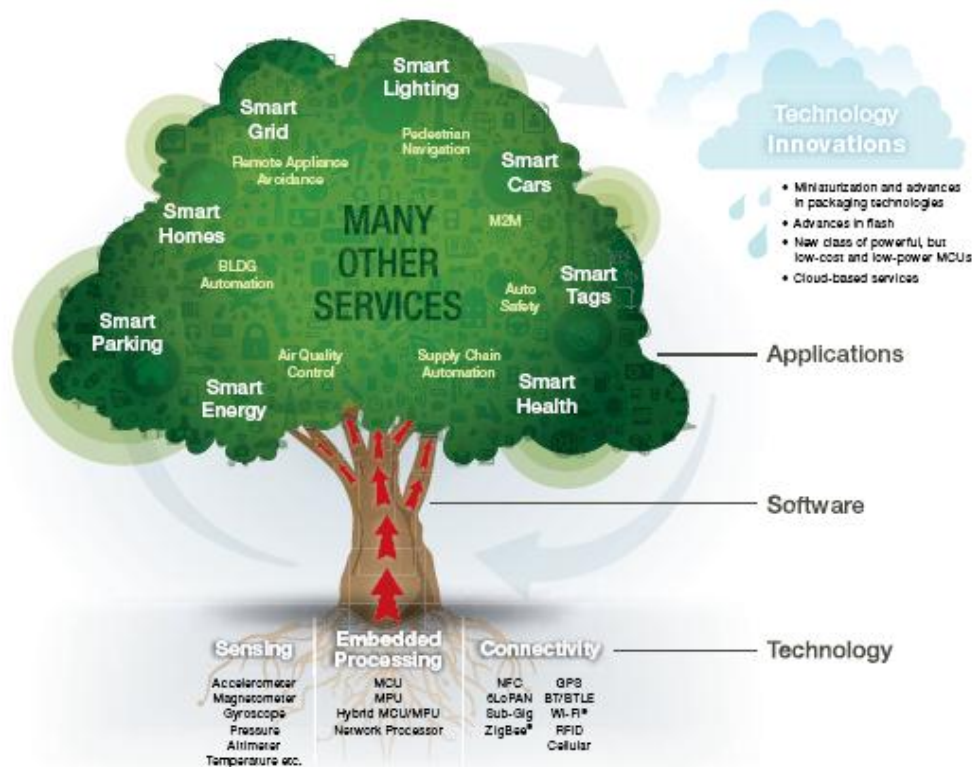 Smart
Lighting
Smart
Grid
Pedestrian
Navigation
Remote Appliance
Avoidance
Smart
Cars
Smart
Homes
MANY
OTHER
SERVICES
M2M
BLDG
Automation
Smart
Tags
Auto
Safety
Smart
Parking
Air Quality
Control
Supply Chain
Automation
Smart
Energy
Smart
Health
Technology
Innovations
• Miniaturization and advances
in packaging technologies
• Advances in flash
• New class of powerful, but
low-cost and low-power MCUs
• Cloud-based services
Applications
Software
Technology
Sensing
Accelerometer
Magnetometer
Gyroscope
Pressure
Altimeter
Temperature etc.
Embedded
Processing
MCU
MPU
Hybrid MCU/MPU
Network Processor
Connectivity
NFC
6LoPAN
Sub-Gig
ZigBee®
GPS
BT/BTLE
Wi-Fi®
RFID
Cellular